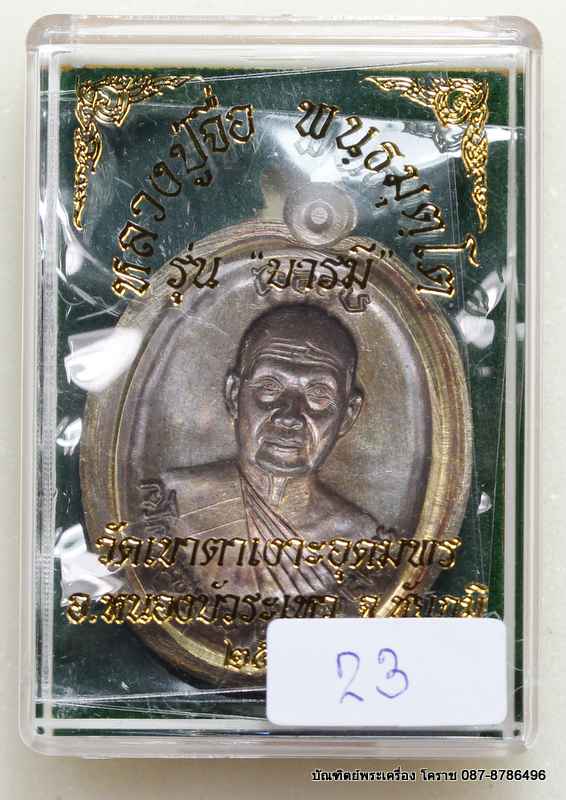 หลวงปู่จื่อ พนฺธมุตฺโต
รุ่น "บารมี"
วัดเขาตาเงาะอุดมพร
อ.หนองบัวระเหว จ.ชัยภูมิ
๒๕
23
บัณฑิตย์พระเครื่อง โคราช 087-8786496